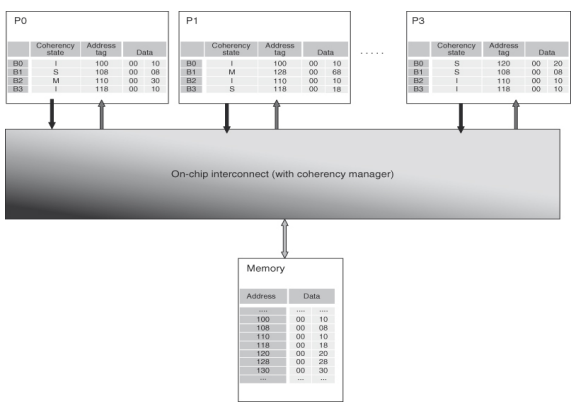 P0
Coherency state Address tag Data
B0 I 100 00 10
B1 S 108 00 08
B2 M 110 00 30
B3 I 118 00 10
P1
Coherency state Address tag Data
B0 I 100 00 10
B1 M 128 00 68
B2 I 110 00 10
B3 S 118 00 18
. . . . .
P3
Coherency state Address tag Data
B0 S 120 00 20
B1 S 108 00 08
B2 I 110 00 10
B3 I 118 00 10
On-chip interconnect (with coherency manager)
Memory
Address Data
.... .... ....
100 00 10
108 00 08
110 00 10
118 00 18
120 00 20
128 00 28
130 00 30
... ... ...